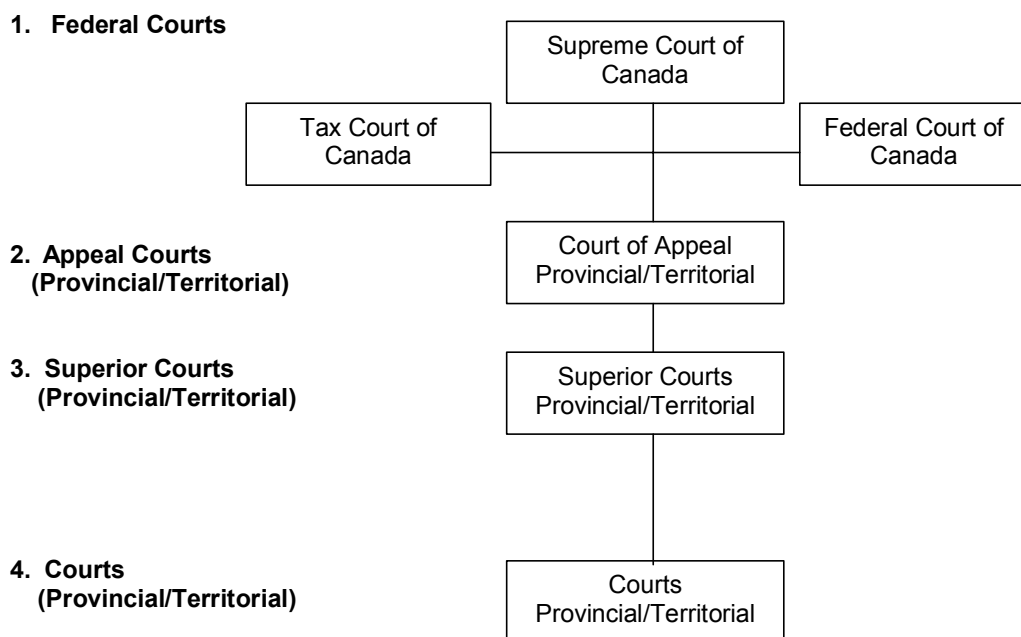 1. Federal Courts
Supreme Court of
Canada
Tax Court of
Canada
Federal Court of
Canada
2. Appeal Courts
(Provincial/Territorial)
Court of Appeal
Provincial/Territorial
3. Superior Courts
(Provincial/Territorial)
Superior Courts
Provincial/Territorial
4. Courts
(Provincial/Territorial)
Courts
Provincial/Territorial